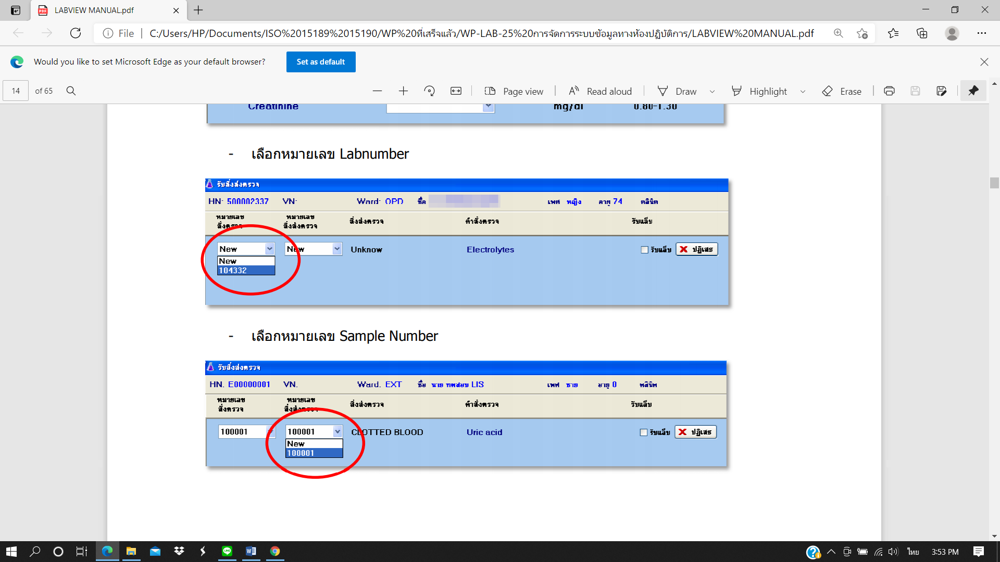 LABVIEW MANUAL.pdf
File
C:/Users/HP/Documents/ISO%2015189%2015190/WP%20ที่เสร็จแล้ว/WP-LAB-25%20การจัดการระบบข้อมูลทางห้องปฏิบัติการ/LABVIEW%20MANUAL.pdf
Would you like to set Microsoft Edge as your default browser?
Set as default
14 of 65
Page view
Read aloud
Draw
Highlight
Erase
Creatinine mg/dl 0.80-1.30
- เลือกหมายเลข Labnumber
รับสิ่งส่งตรวจ
HN: 500002337 VN: Ward: OPD ชื่อ เพศ หญิง อายุ 74 คลินิค
หมายเลข สั่งตรวจ หมายเลข สิ่งส่งตรวจ สิ่งส่งตรวจ คำสั่งตรวจ รับแล็บ
New New Unknow Electrolytes รับแล็บ ปฏิเสธ
New
104332
- เลือกหมายเลข Sample Number
รับสิ่งส่งตรวจ
HN. E00000001 VN. Ward. EXT ชื่อ นาย ทดสอบ LIS เพศ ชาย อายุ 0 คลินิค
หมายเลข สั่งตรวจ หมายเลข สิ่งส่งตรวจ สิ่งส่งตรวจ คำสั่งตรวจ รับแล็บ
100001 100001 CLOTTED BLOOD Uric acid รับแล็บ ปฏิเสธ
New
100001
ไทย
3:53 PM